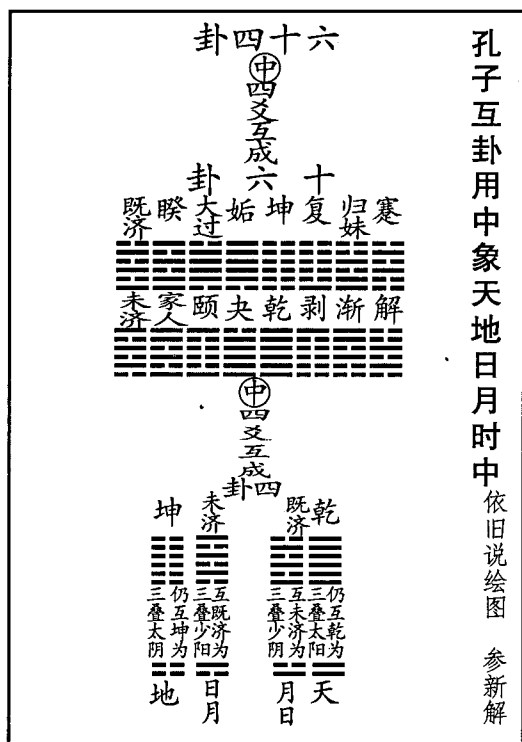 孔子互卦用中象天地日月时中
依旧说绘图 参新解
六十四卦
中四爻互成
十六卦
蹇 归妹 复 坤 姤 大过 睽 既济
解 渐 剥 乾 夬 颐 家人 未济
中四爻互成
四卦
乾 既济 未济 坤
仍互乾为
三叠太阳
互未济为
三叠少阴
互既济为
三叠少阳
仍互坤为
三叠太阴
天 月日 日月 地